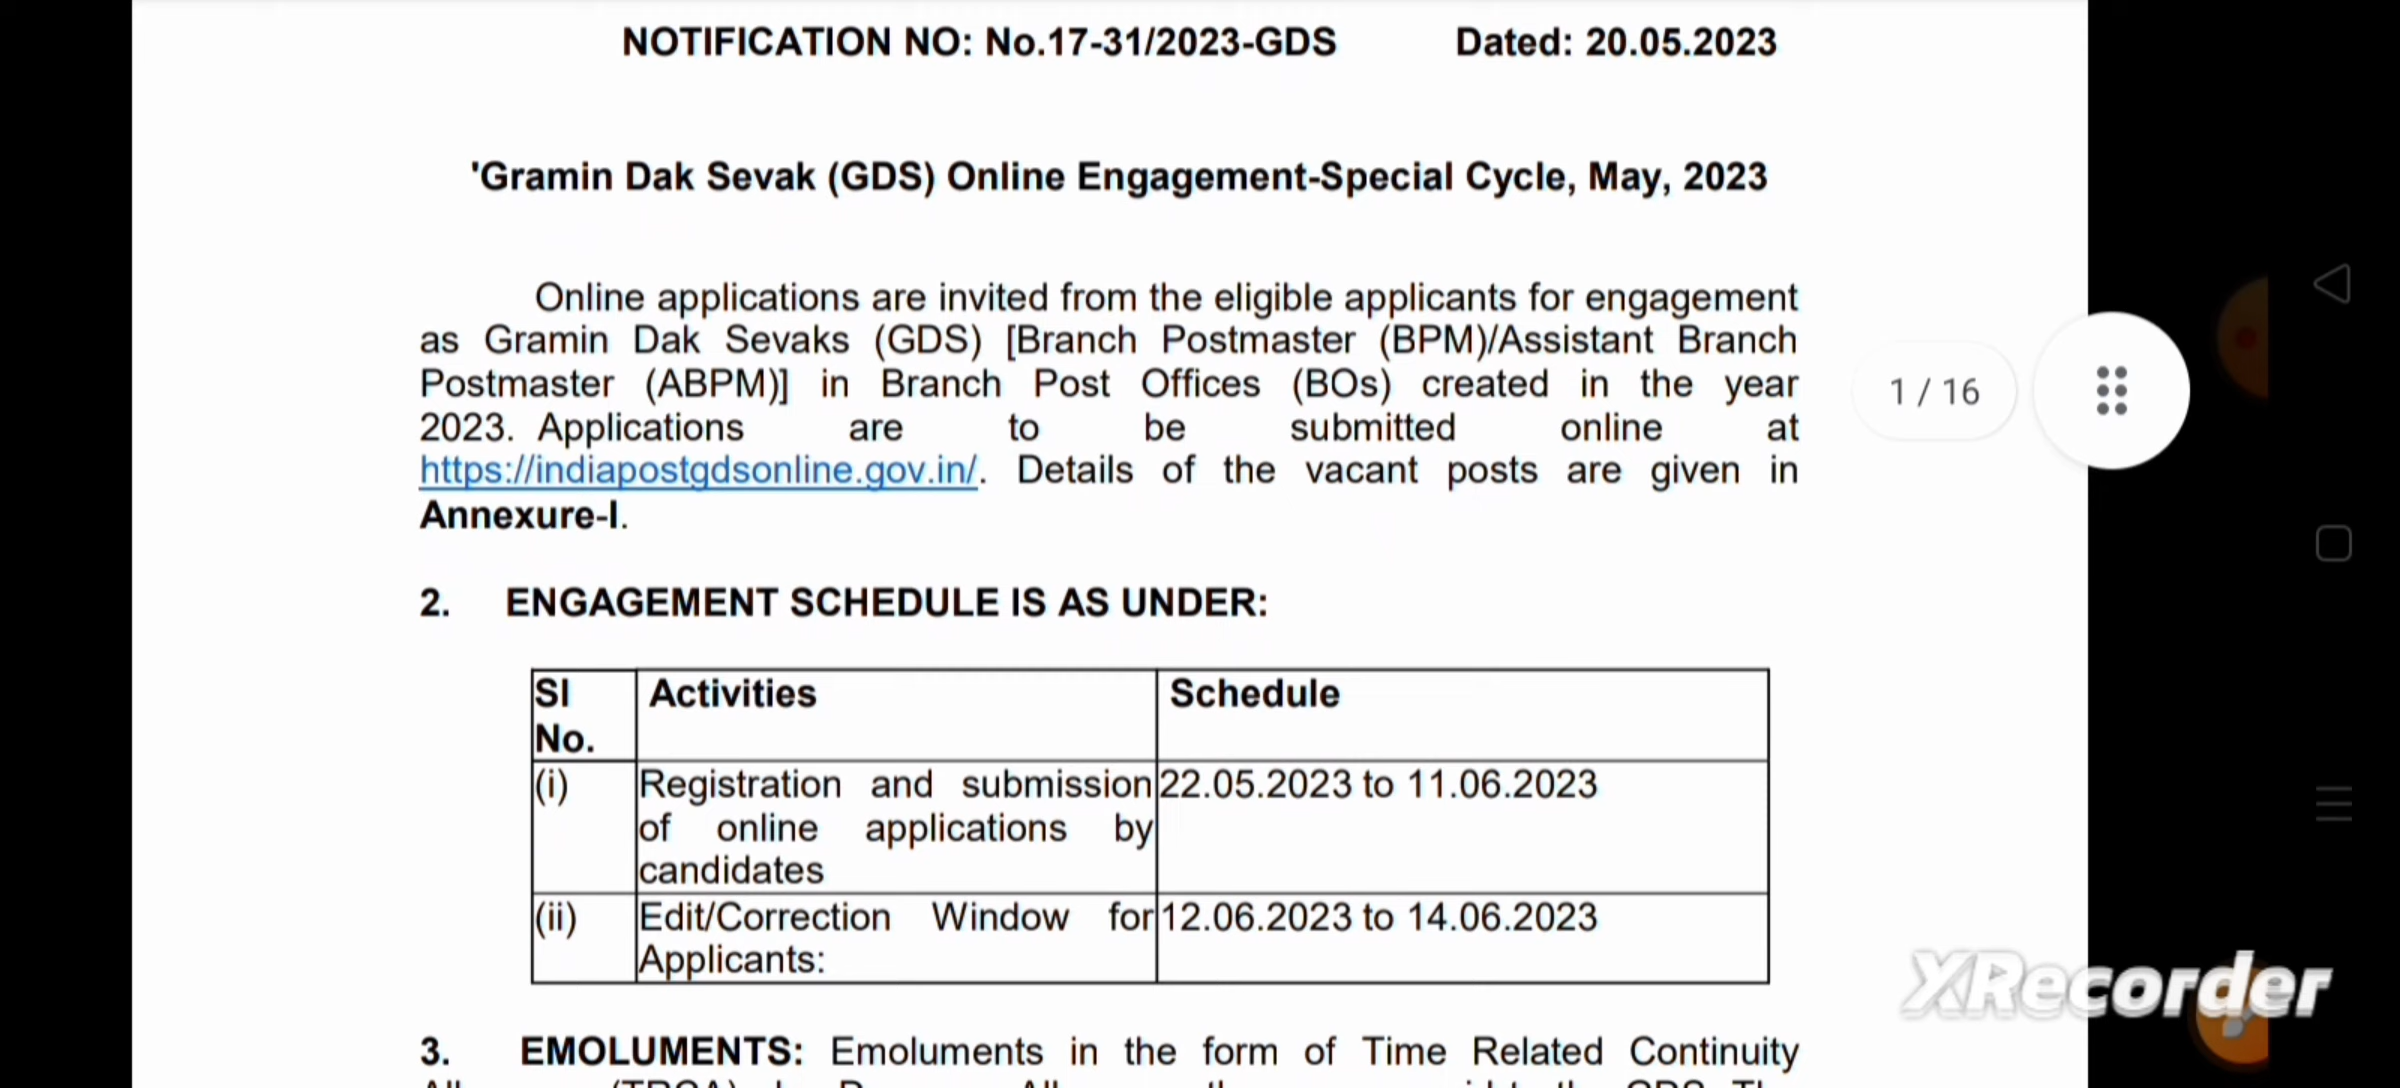 NOTIFICATION NO: No.17-31/2023-GDS Dated: 20.05.2023
'Gramin Dak Sevak (GDS) Online Engagement-Special Cycle, May, 2023
Online applications are invited from the eligible applicants for engagement
as Gramin Dak Sevaks (GDS) [Branch Postmaster (BPM)/Assistant Branch
Postmaster (ABPM)] in Branch Post Offices (BOs) created in the year
2023. Applications are to be submitted online at
https://indiapostgdsonline.gov.in/. Details of the vacant posts are given in
Annexure-I.
1 / 16
2. ENGAGEMENT SCHEDULE IS AS UNDER:
Sl No. Activities Schedule
(i) Registration and submission 22.05.2023 to 11.06.2023
of online applications by
candidates
(ii) Edit/Correction Window for 12.06.2023 to 14.06.2023
Applicants:
XRecorder
3. EMOLUMENTS: Emoluments in the form of Time Related Continuity